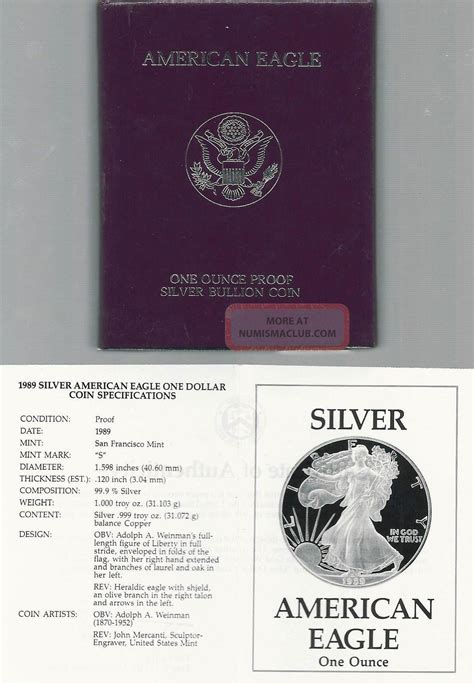 AMERICAN EAGLE
ONE OUNCE PROOF
SILVER BULLION COIN
MORE AT
NUMISMACLUB.COM
1989 SILVER AMERICAN EAGLE ONE DOLLAR
COIN SPECIFICATIONS
CONDITION: Proof
DATE: 1989
MINT: San Francisco Mint
MINT MARK: "S"
DIAMETER: 1.598 inches (40.60 mm)
THICKNESS (EST.): .120 inch (3.04 mm)
COMPOSITION: 99.9 % Silver
WEIGHT: 1.000 troy oz. (31.103 g)
CONTENT: Silver .999 troy oz. (31.072 g)
balance Copper
DESIGN: OBV: Adolph A. Weinman's full-
length figure of Liberty in full
stride, enveloped in folds of the
flag, with her right hand extended
and branches of laurel and oak in
her left.
REV: Heraldic eagle with shield,
an olive branch in the right talon
and arrows in the left.
COIN ARTISTS: OBV: Adolph A. Weinman
(1870-1952)
REV: John Mercanti, Sculptor-
Engraver, United States Mint
SILVER
LIBERTY
IN GOD
WE TRUST
1989
AMERICAN
EAGLE
One Ounce